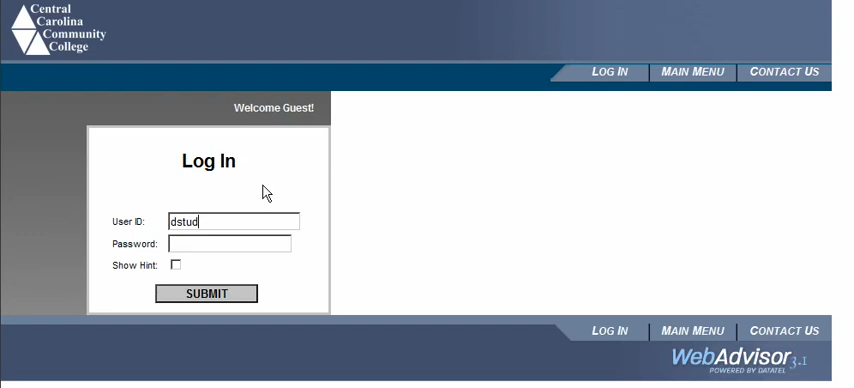 Central
Carolina
Community
College
LOG IN MAIN MENU CONTACT US
Welcome Guest!
Log In
User ID: dstud
Password:
Show Hint:
SUBMIT
LOG IN MAIN MENU CONTACT US
WebAdvisor 3.1
POWERED BY DATATEL